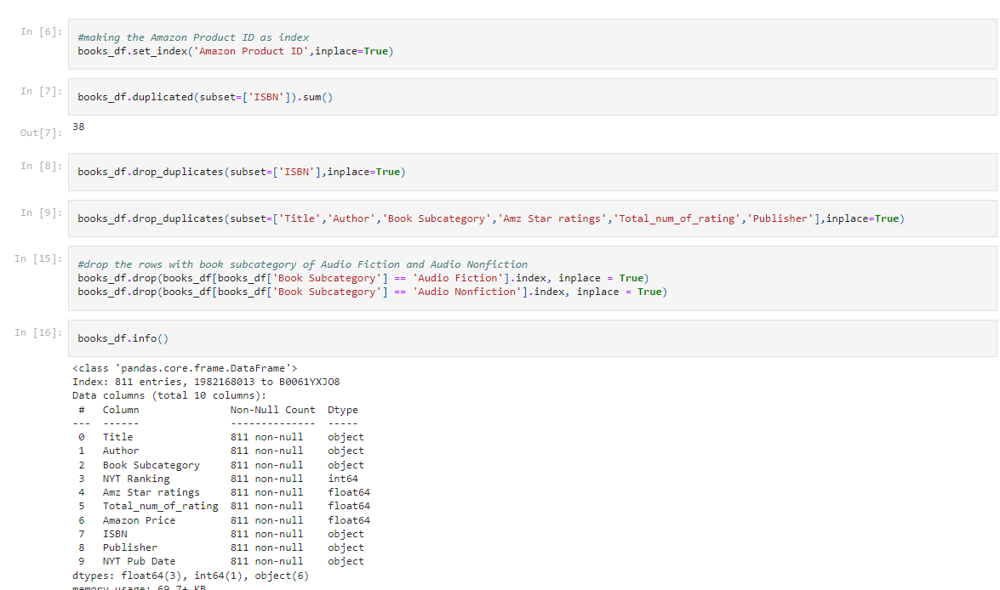 In [6]:
#making the Amazon Product ID as index
books_df.set_index('Amazon Product ID',inplace=True)
In [7]:
books_df.duplicated(subset=['ISBN']).sum()
Out[7]:
38
In [8]:
books_df.drop_duplicates(subset=['ISBN'],inplace=True)
In [9]:
books_df.drop_duplicates(subset=['Title','Author','Book Subcategory','Amz Star ratings','Total_num_of_rating','Publisher'],inplace=True)
In [15]:
#drop the rows with book subcategory of Audio Fiction and Audio Nonfiction
books_df.drop(books_df[books_df['Book Subcategory'] == 'Audio Fiction'].index, inplace = True)
books_df.drop(books_df[books_df['Book Subcategory'] == 'Audio Nonfiction'].index, inplace = True)
In [16]:
books_df.info()
<class 'pandas.core.frame.DataFrame'>
Index: 811 entries, 1982168013 to B0061YXJO8
Data columns (total 10 columns):
 #   Column               Non-Null Count  Dtype
---  ------               --------------  -----
 0   Title                811 non-null    object
 1   Author               811 non-null    object
 2   Book Subcategory     811 non-null    object
 3   NYT Ranking          811 non-null    int64
 4   Amz Star ratings     811 non-null    float64
 5   Total_num_of_rating  811 non-null    float64
 6   Amazon Price         811 non-null    float64
 7   ISBN                 811 non-null    object
 8   Publisher            811 non-null    object
 9   NYT Pub Date         811 non-null    object
dtypes: float64(3), int64(1), object(6)
memory usage: 69.7+ KB